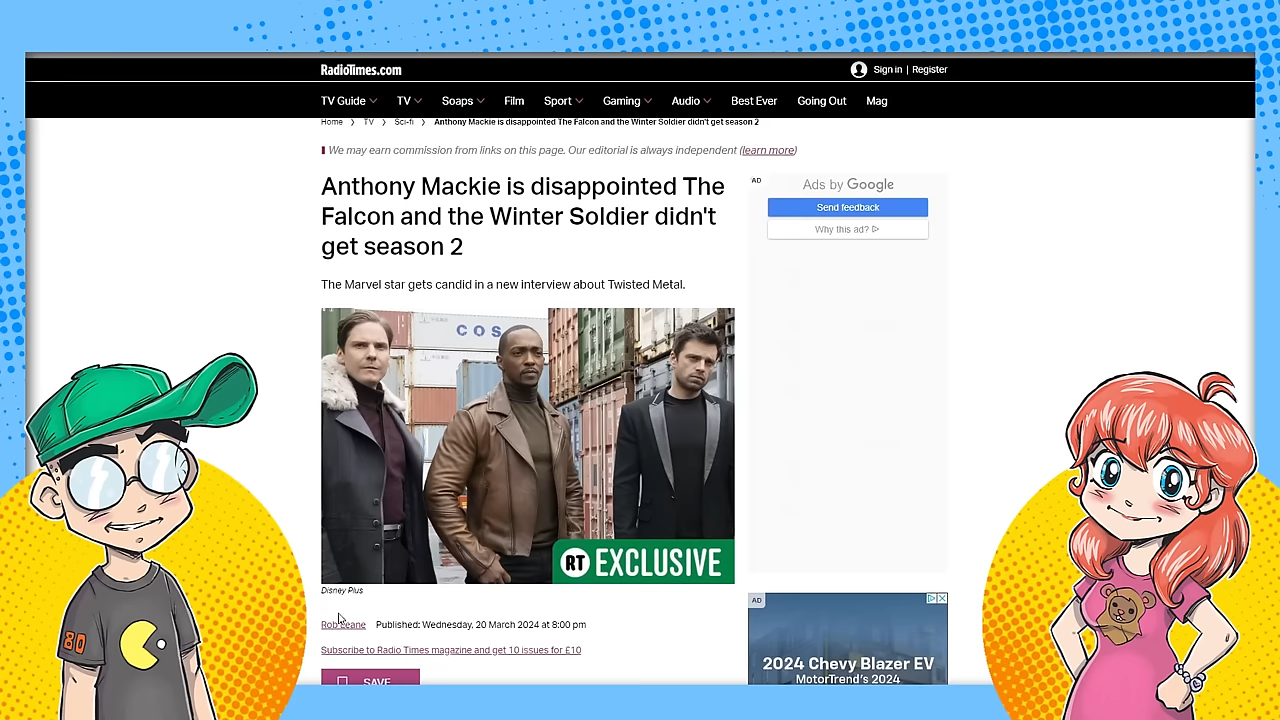 RadioTimes.com
Sign in | Register
TV Guide TV Soaps Film Sport Gaming Audio Best Ever Going Out Mag
Home > TV > Sci-fi > Anthony Mackie is disappointed The Falcon and the Winter Soldier didn't get season 2
We may earn commission from links on this page. Our editorial is always independent (learn more)
Anthony Mackie is disappointed The
Falcon and the Winter Soldier didn't
get season 2
The Marvel star gets candid in a new interview about Twisted Metal.
COS
RT EXCLUSIVE
Disney Plus
Rob Leane Published: Wednesday, 20 March 2024 at 8:00 pm
Subscribe to Radio Times magazine and get 10 issues for £10
SAVE
AD
Ads by Google
Send feedback
Why this ad?
AD
2024 Chevy Blazer EV
MotorTrend's 2024
80